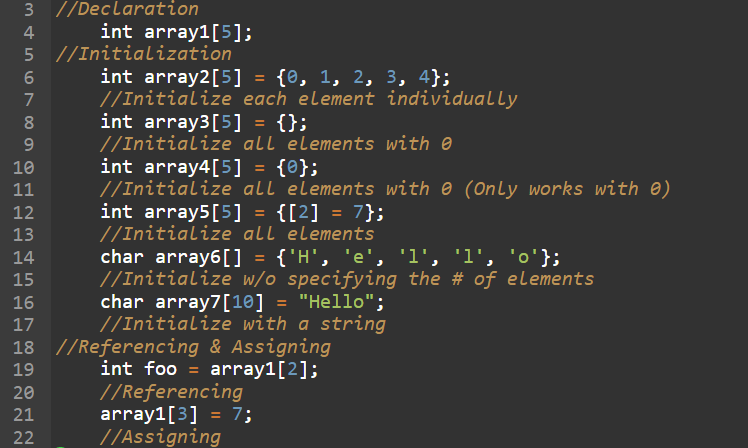 3 //Declaration
4 int array1[5];
5 //Initialization
6 int array2[5] = {0, 1, 2, 3, 4};
7 //Initialize each element individually
8 int array3[5] = {};
9 //Initialize all elements with 0
10 int array4[5] = {0};
11 //Initialize all elements with 0 (Only works with 0)
12 int array5[5] = {[2] = 7};
13 //Initialize all elements
14 char array6[] = {'H', 'e', 'l', 'l', 'o'};
15 //Initialize w/o specifying the # of elements
16 char array7[10] = "Hello";
17 //Initialize with a string
18 //Referencing & Assigning
19 int foo = array1[2];
20 //Referencing
21 array1[3] = 7;
22 //Assigning